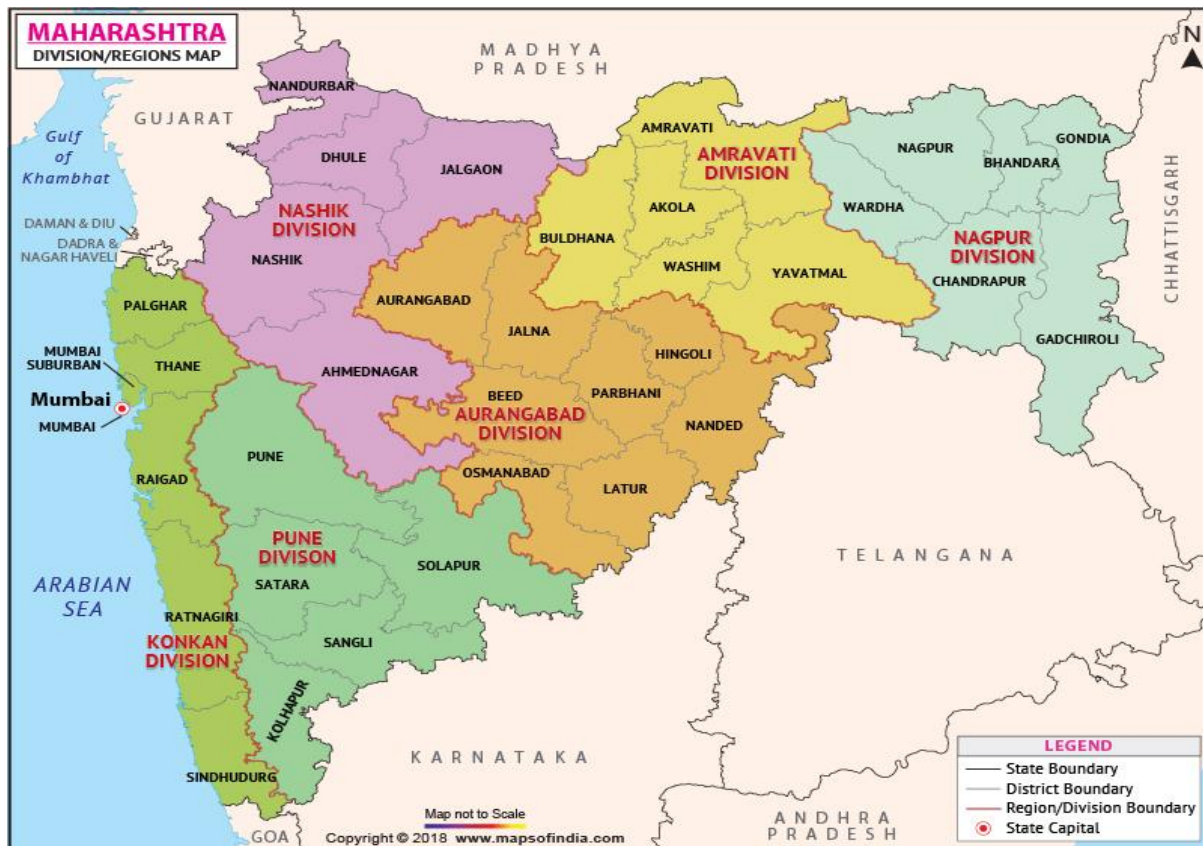 MAHARASHTRA
DIVISION/REGIONS MAP
N
MADHYA
PRADESH
GUJARAT
Gulf
of
Khambhat
DAMAN & DIU
DADRA &
NAGAR HAVELI
CHHATTISGARH
NANDURBAR
DHULE
JALGAON
NASHIK
DIVISION
NASHIK
AHMEDNAGAR
AMRAVATI
AMRAVATI
DIVISION
AKOLA
BULDHANA
WASHIM
YAVATMAL
NAGPUR
BHANDARA
GONDIA
WARDHA
NAGPUR
DIVISION
CHANDRAPUR
GADCHIROLI
AURANGABAD
JALNA
HINGOLI
PARBHANI
BEED
AURANGABAD
DIVISION
NANDED
OSMANABAD
LATUR
PALGHAR
THANE
MUMBAI
SUBURBAN
Mumbai
MUMBAI
RAIGAD
RATNAGIRI
KONKAN
DIVISION
SINDHUDURG
PUNE
PUNE
DIVISON
SATARA
SOLAPUR
SANGLI
KOLHAPUR
ARABIAN
SEA
TELANGANA
KARNATAKA
ANDHRA
PRADESH
GOA
LEGEND
State Boundary
District Boundary
Region/Division Boundary
State Capital
Map not to Scale
Copyright © 2018 www.mapsofindia.com